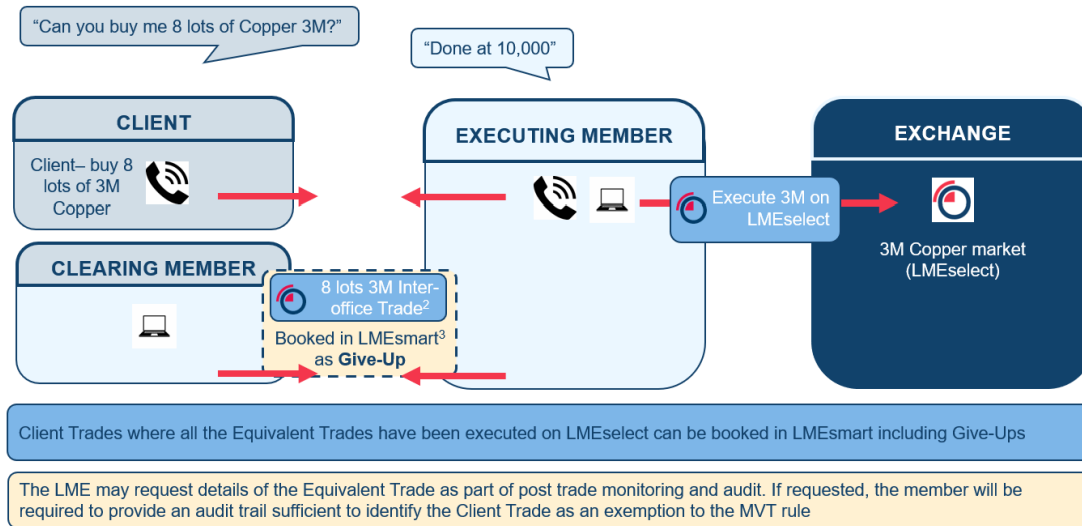 “Can you buy me 8 lots of Copper 3M?”
“Done at 10,000”
CLIENT
Client– buy 8
lots of 3M
Copper
EXECUTING MEMBER
Execute 3M on
LMEselect
EXCHANGE
3M Copper market
(LMEselect)
CLEARING MEMBER
8 lots 3M Inter-
office Trade²
Booked in LMEsmart³
as Give-Up
Client Trades where all the Equivalent Trades have been executed on LMEselect can be booked in LMEsmart including Give-Ups
The LME may request details of the Equivalent Trade as part of post trade monitoring and audit. If requested, the member will be
required to provide an audit trail sufficient to identify the Client Trade as an exemption to the MVT rule